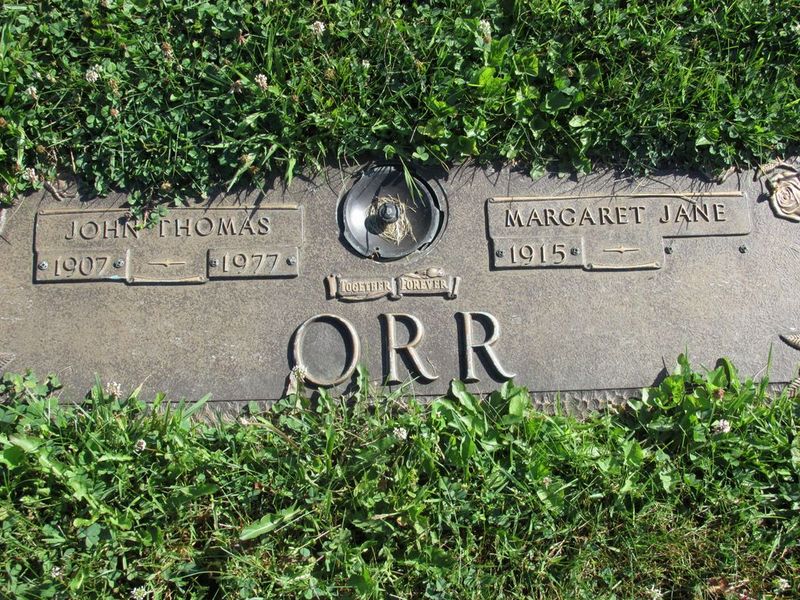 JOHN THOMAS
1907 1977
MARGARET JANE
1915
TOGETHER FOREVER
ORR